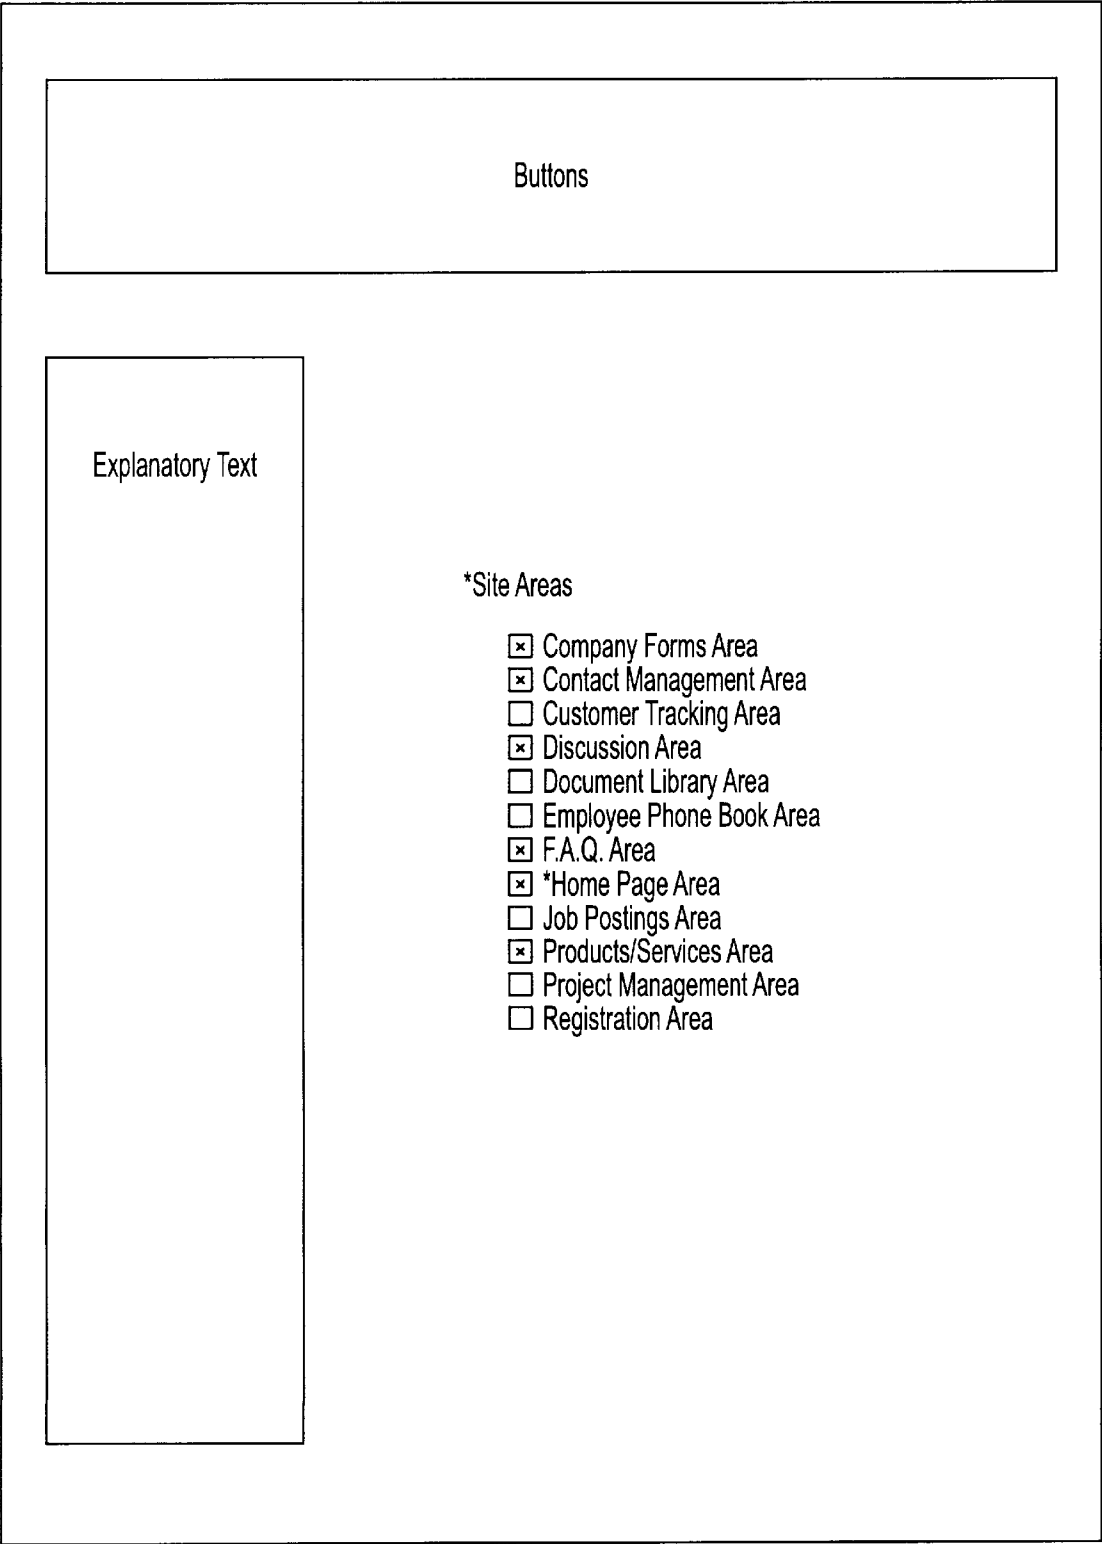 Buttons
Explanatory Text
*Site Areas
Company Forms Area
Contact Management Area
Customer Tracking Area
Discussion Area
Document Library Area
Employee Phone Book Area
F.A.Q. Area
*Home Page Area
Job Postings Area
Products/Services Area
Project Management Area
Registration Area